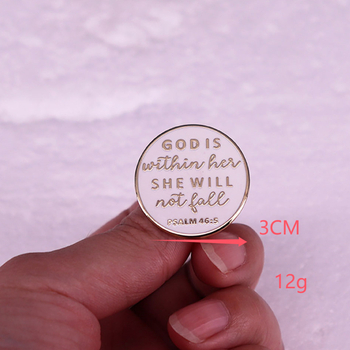 GOD IS
within her
SHE WILL
not fall
PSALM 46:5
3CM
12g